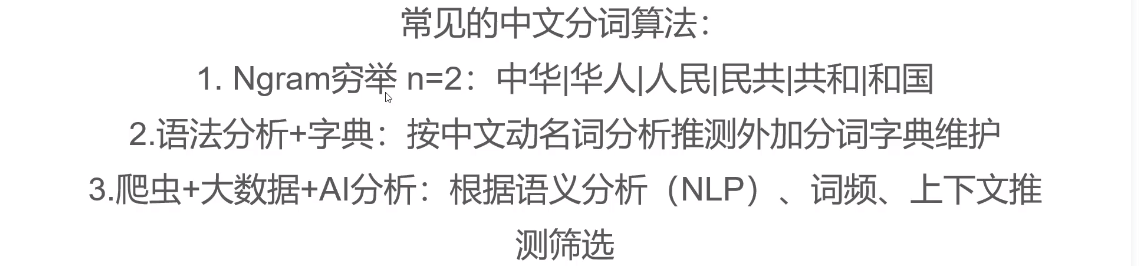 常见的中文分词算法：
1. Ngram穷举 n=2：中华|华人|人民|民共|共和|和国
2.语法分析+字典：按中文动名词分析推测外加分词字典维护
3.爬虫+大数据+AI分析：根据语义分析（NLP）、词频、上下文推
测筛选